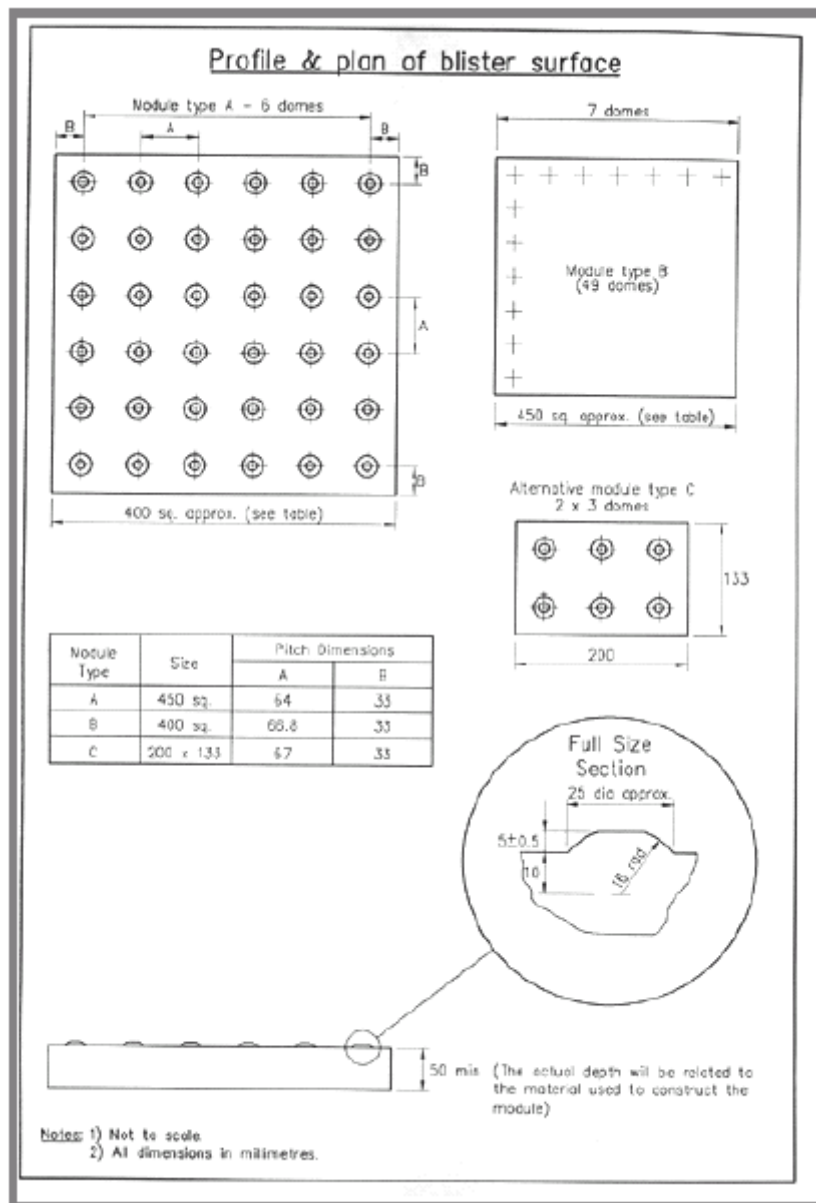 Profile & plan of blister surface
Module type A - 6 domes
B
A
B
B
A
B
400 sq. approx. (see table)
7 domes
Module type B
(49 domes)
450 sq. approx. (see table)
Alternative module type C
2 x 3 domes
133
200
Module Type
Size
Pitch Dimensions
A
B
A 450 sq. 64 33
B 400 sq. 66.8 33
C 200 x 133 67 33
Full Size
Section
25 dia approx.
5±0.5
10
18 rad
50 min (The actual depth will be related to
the material used to construct the
module)
Notes: 1) Not to scale.
2) All dimensions in millimetres.